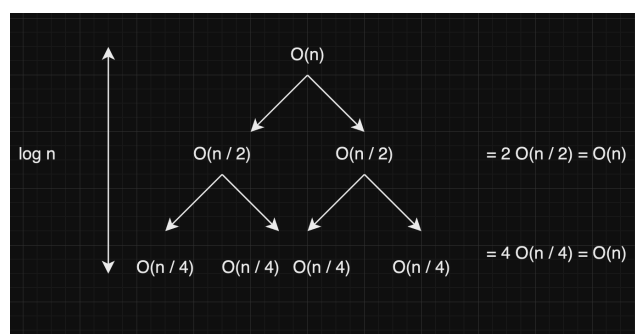 O(n)
log n
O(n / 2)
O(n / 2)
= 2 O(n / 2) = O(n)
O(n / 4)
O(n / 4)
O(n / 4)
O(n / 4)
= 4 O(n / 4) = O(n)